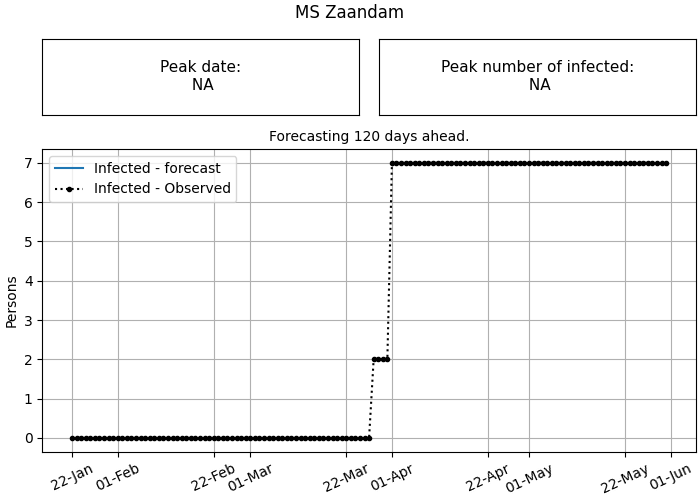 MS Zaandam
Peak date:
NA
Peak number of infected:
NA
Forecasting 120 days ahead.
Infected - forecast
Infected - Observed
Persons
7
6
5
4
3
2
1
0
22-Jan
01-Feb
22-Feb
01-Mar
22-Mar
01-Apr
22-Apr
01-May
22-May
01-Jun